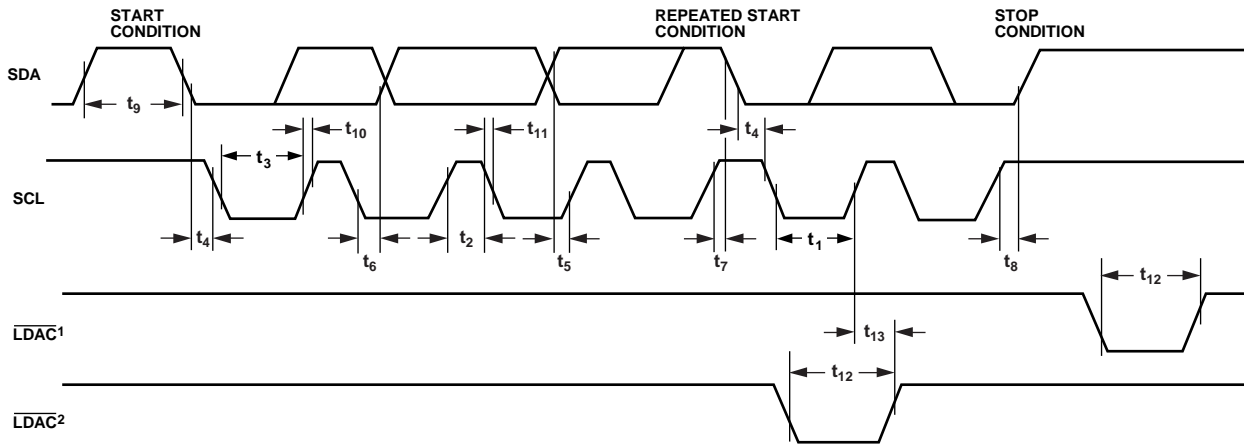 START
CONDITION
REPEATED START
CONDITION
STOP
CONDITION
SDA
t9
t4
t10
t11
t3
SCL
t4
t6
t2
t5
t7
t1
t8
t12
LDAC1
t13
t12
LDAC2